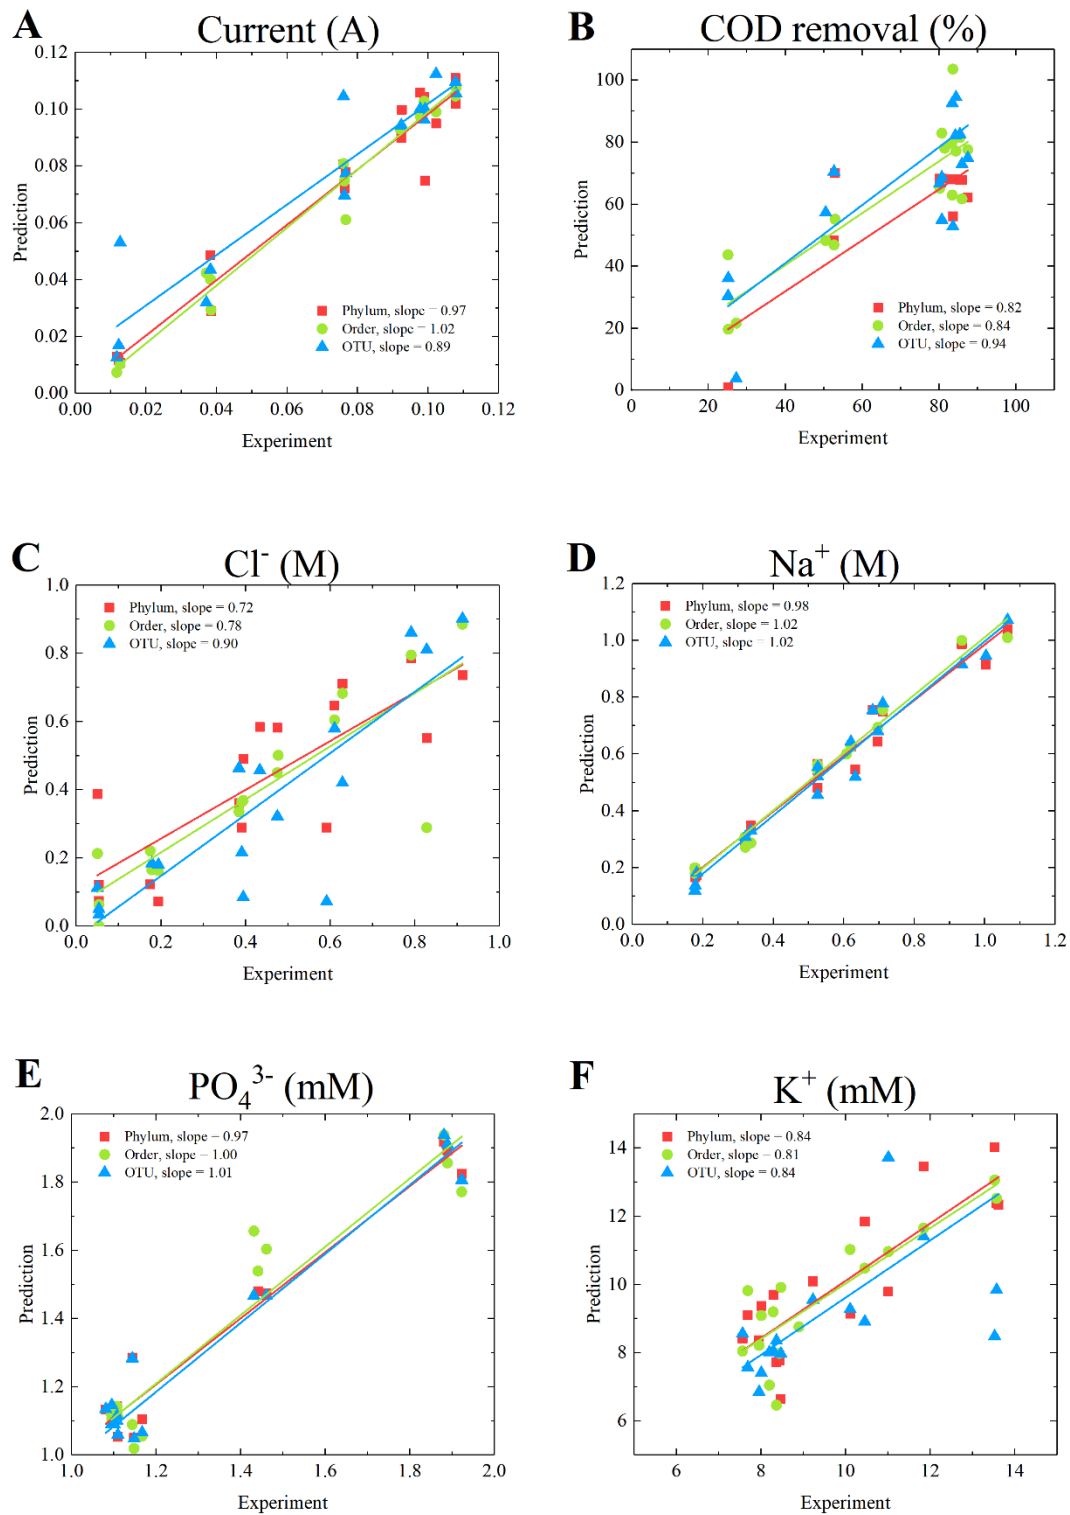 A
Current (A)
0.12
0.10
0.08
0.06
0.04
0.02
0.00
Prediction
Phylum, slope = 0.97
Order, slope = 1.02
OTU, slope = 0.89
0.00 0.02 0.04 0.06 0.08 0.10 0.12
Experiment
B
COD removal (%)
100
80
60
40
20
0
Prediction
Phylum, slope = 0.82
Order, slope = 0.84
OTU, slope = 0.94
0 20 40 60 80 100
Experiment
C
Cl- (M)
1.0
0.8
0.6
0.4
0.2
0.0
Prediction
Phylum, slope = 0.72
Order, slope = 0.78
OTU, slope = 0.90
0.0 0.2 0.4 0.6 0.8 1.0
Experiment
D
Na+ (M)
1.2
1.0
0.8
0.6
0.4
0.2
0.0
Prediction
Phylum, slope = 0.98
Order, slope = 1.02
OTU, slope = 1.02
0.0 0.2 0.4 0.6 0.8 1.0 1.2
Experiment
E
PO4 3- (mM)
2.0
1.8
1.6
1.4
1.2
1.0
Prediction
Phylum, slope = 0.97
Order, slope = 1.00
OTU, slope = 1.01
1.0 1.2 1.4 1.6 1.8 2.0
Experiment
F
K+ (mM)
14
12
10
8
6
Prediction
Phylum, slope = 0.84
Order, slope = 0.81
OTU, slope = 0.84
6 8 10 12 14
Experiment